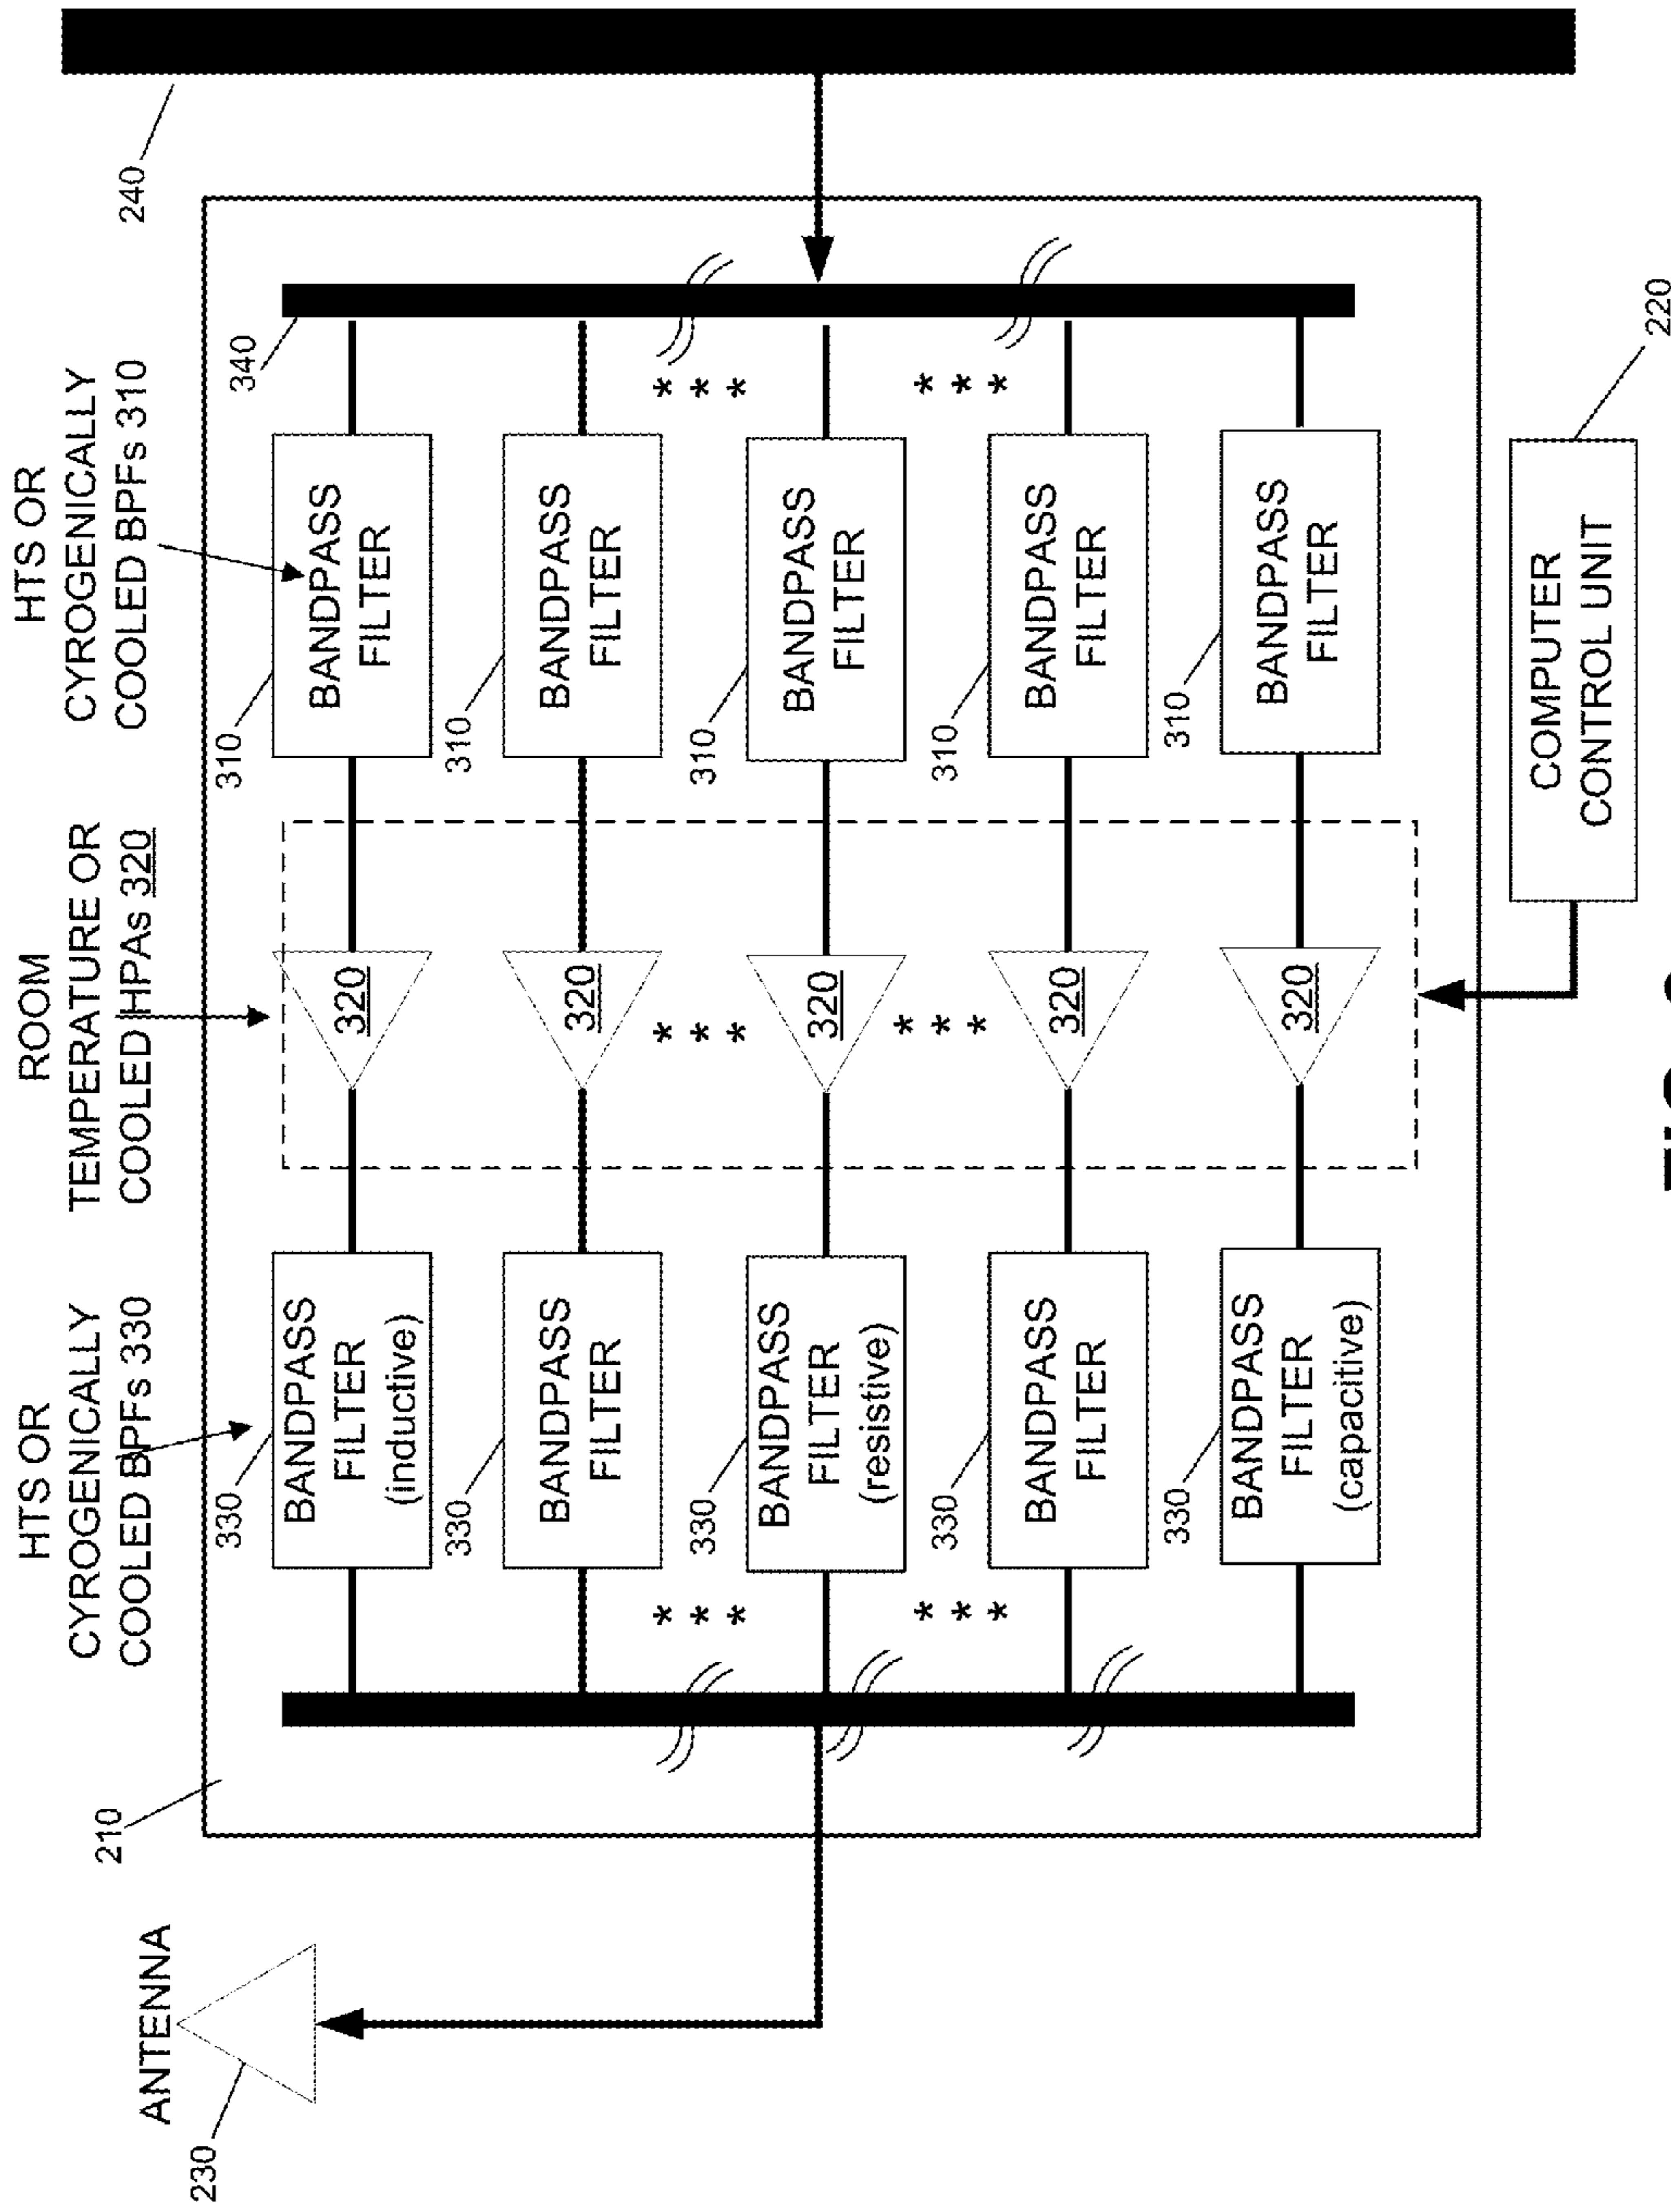 HTS OR
CYROGENICALLY
COOLED BPFs 330
ROOM
TEMPERATURE OR
COOLED HPAs 320
HTS OR
CYROGENICALLY
COOLED BPFs 310
ANTENNA
230
210
240
330
310
340
BANDPASS
FILTER
(inductive)
320
BANDPASS
FILTER
330
310
BANDPASS
FILTER
320
BANDPASS
FILTER
* * *
* * *
* * *
330
310
BANDPASS
FILTER
(resistive)
320
BANDPASS
FILTER
* * *
* * *
* * *
330
310
BANDPASS
FILTER
320
BANDPASS
FILTER
330
310
BANDPASS
FILTER
(capacitive)
320
BANDPASS
FILTER
COMPUTER
CONTROL UNIT
220